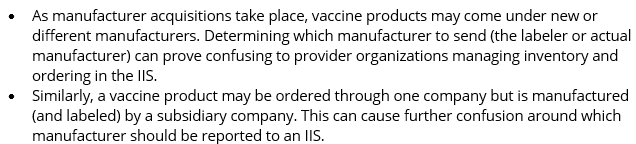 • As manufacturer acquisitions take place, vaccine products may come under new or
different manufacturers. Determining which manufacturer to send (the labeler or actual
manufacturer) can prove confusing to provider organizations managing inventory and
ordering in the IIS.
• Similarly, a vaccine product may be ordered through one company but is manufactured
(and labeled) by a subsidiary company. This can cause further confusion around which
manufacturer should be reported to an IIS.